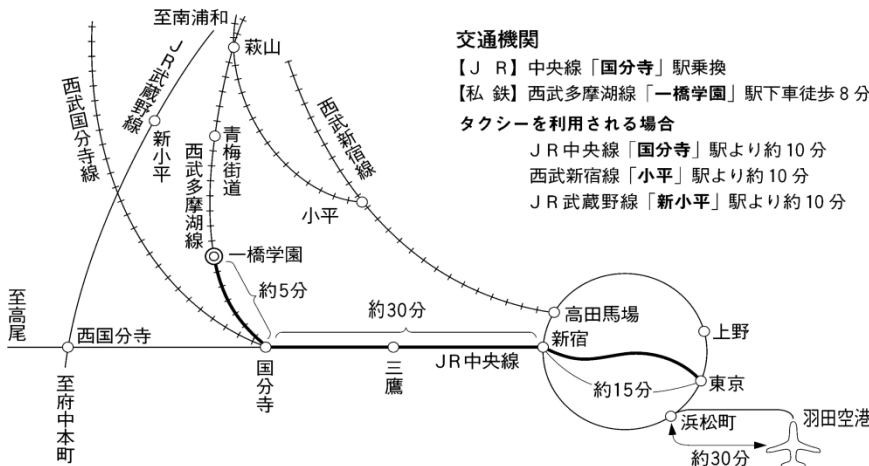 交通機関
【ＪＲ】中央線「国分寺」駅乗換
【私鉄】西武多摩湖線「一橋学園」駅下車徒歩８分
タクシーを利用される場合
ＪＲ中央線「国分寺」駅より約10分
西武新宿線「小平」駅より約10分
ＪＲ武蔵野線「新小平」駅より約10分
至南浦和
萩山
ＪＲ武蔵野線
西武国分寺線
新小平
青梅街道
西武多摩湖線
西武新宿線
小平
一橋学園
約5分
約30分
至高尾
西国分寺
国分寺
三鷹
ＪＲ中央線
高田馬場
新宿
上野
約15分
東京
至府中本町
浜松町
羽田空港
約30分